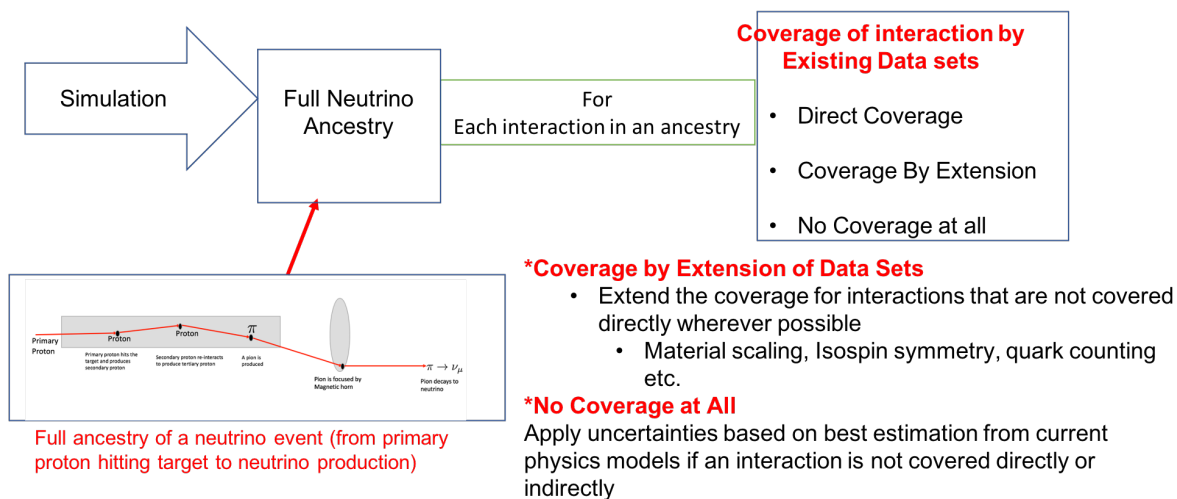 Simulation
Full Neutrino
Ancestry
For
Each interaction in an ancestry
Coverage of interaction by
Existing Data sets
• Direct Coverage
• Coverage By Extension
• No Coverage at all
Primary
Proton
Proton
Proton
π
Primary proton hits the
target and produces
secondary proton
Secondary proton re-interacts
to produce tertiary proton
A pion is
produced
Pion is focused by
Magnetic horn
π → νμ
Pion decays to
neutrino
Full ancestry of a neutrino event (from primary
proton hitting target to neutrino production)
*Coverage by Extension of Data Sets
• Extend the coverage for interactions that are not covered
directly wherever possible
• Material scaling, Isospin symmetry, quark counting
etc.
*No Coverage at All
Apply uncertainties based on best estimation from current
physics models if an interaction is not covered directly or
indirectly